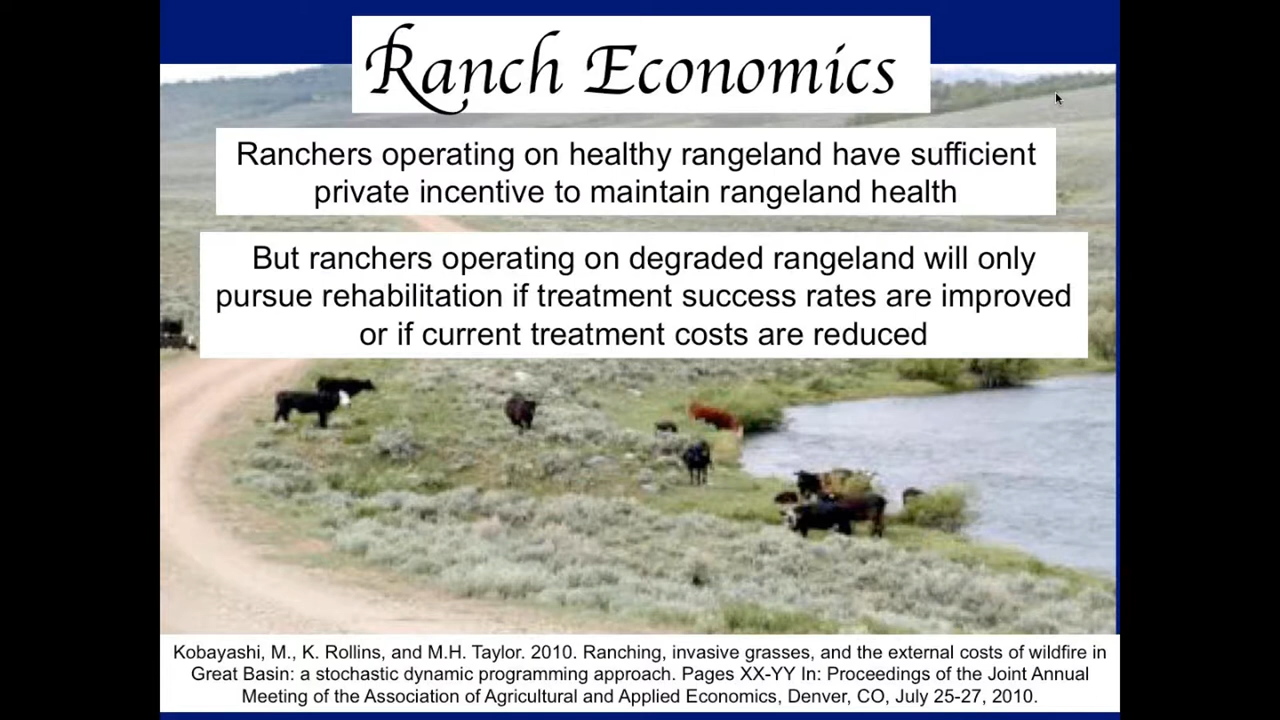 Ranch Economics
Ranchers operating on healthy rangeland have sufficient
private incentive to maintain rangeland health
But ranchers operating on degraded rangeland will only
pursue rehabilitation if treatment success rates are improved
or if current treatment costs are reduced
Kobayashi, M., K. Rollins, and M.H. Taylor. 2010. Ranching, invasive grasses, and the external costs of wildfire in
Great Basin: a stochastic dynamic programming approach. Pages XX-YY In: Proceedings of the Joint Annual
Meeting of the Association of Agricultural and Applied Economics, Denver, CO, July 25-27, 2010.